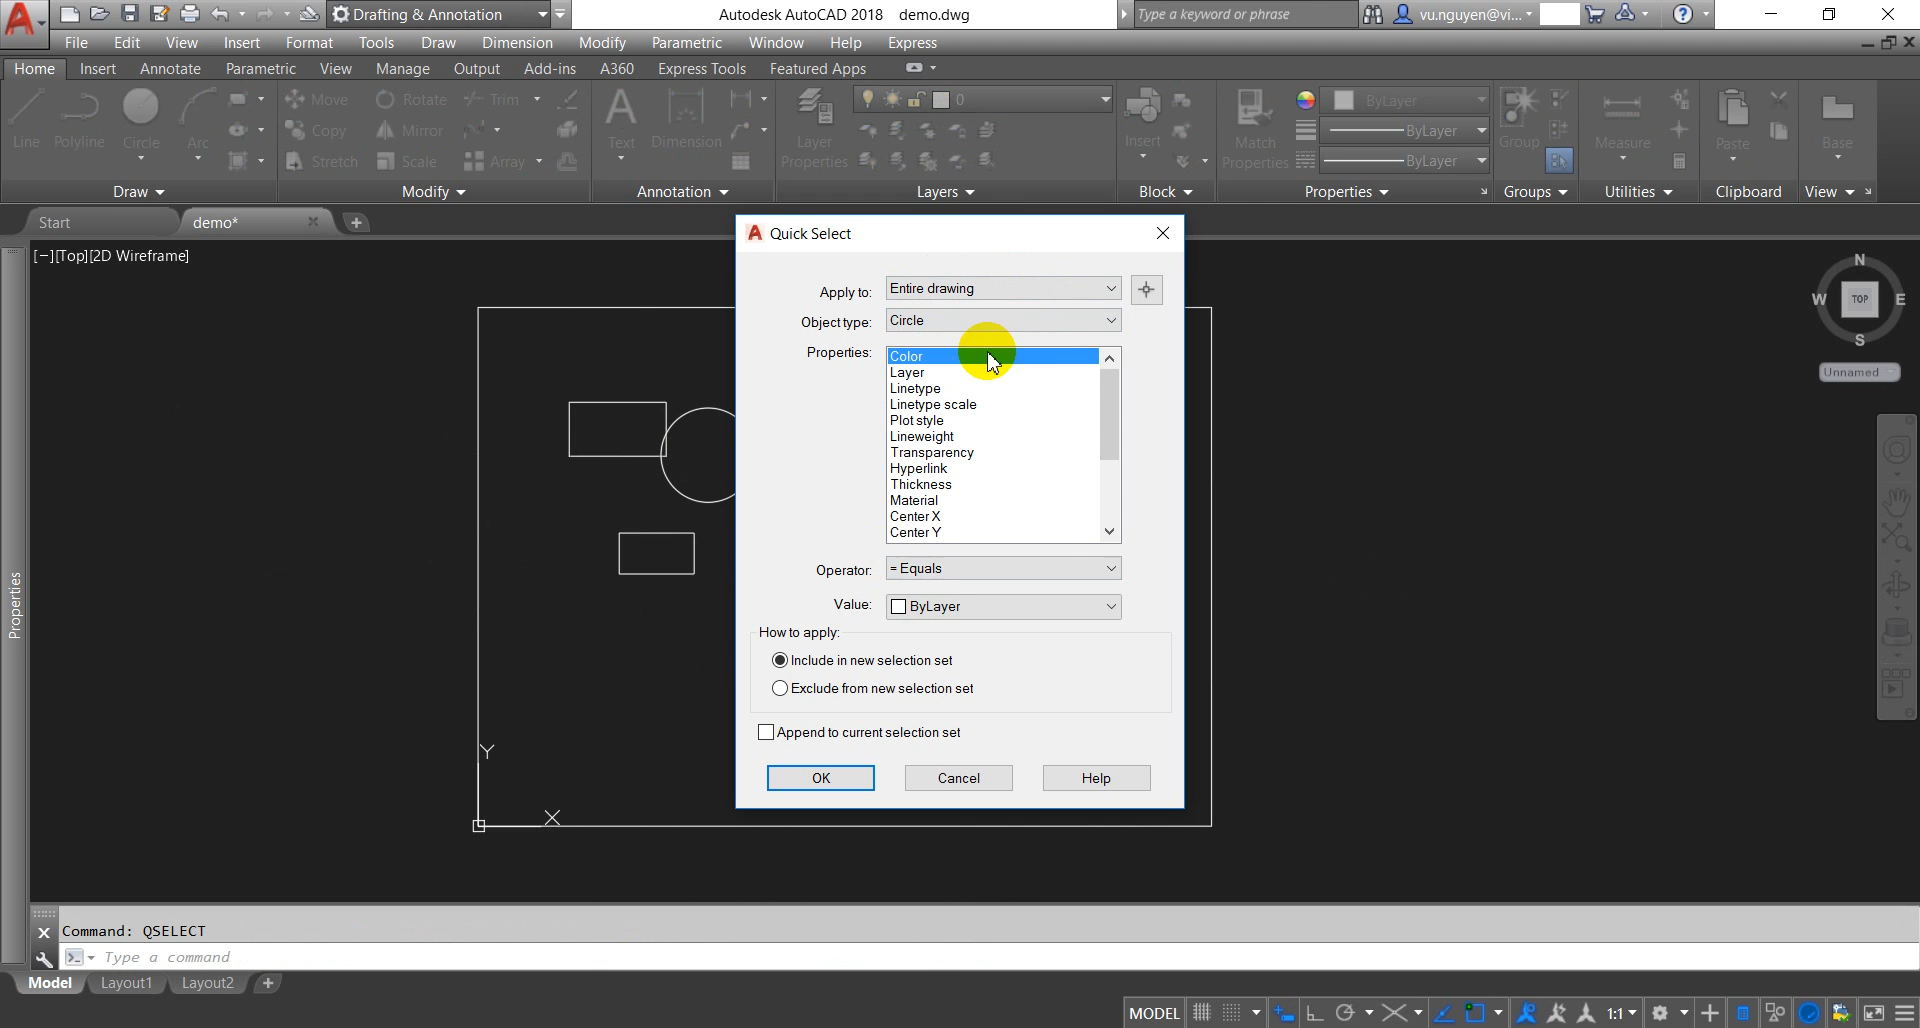 Drafting & Annotation
Autodesk AutoCAD 2018 demo.dwg
Type a keyword or phrase
vu.nguyen@vi...
File Edit View Insert Format Tools Draw Dimension Modify Parametric Window Help Express
Home Insert Annotate Parametric View Manage Output Add-ins A360 Express Tools Featured Apps
Line Polyline Circle Arc
Move Rotate Trim
Copy Mirror
Stretch Scale Array
Text Dimension
Layer Properties
0
Insert
Match Properties
ByLayer
ByLayer
ByLayer
Group
Measure
Paste
Base
Draw Modify Annotation Layers Block Properties Groups Utilities Clipboard View
Start demo*
[-][Top][2D Wireframe]
Quick Select
Apply to: Entire drawing
Object type: Circle
Properties: Color
Layer
Linetype
Linetype scale
Plot style
Lineweight
Transparency
Hyperlink
Thickness
Material
Center X
Center Y
Operator: = Equals
Value: ByLayer
How to apply:
Include in new selection set
Exclude from new selection set
Append to current selection set
OK Cancel Help
N
W TOP E
S
Unnamed
Properties
Y
X
Command: QSELECT
Type a command
Model Layout1 Layout2
MODEL 1:1